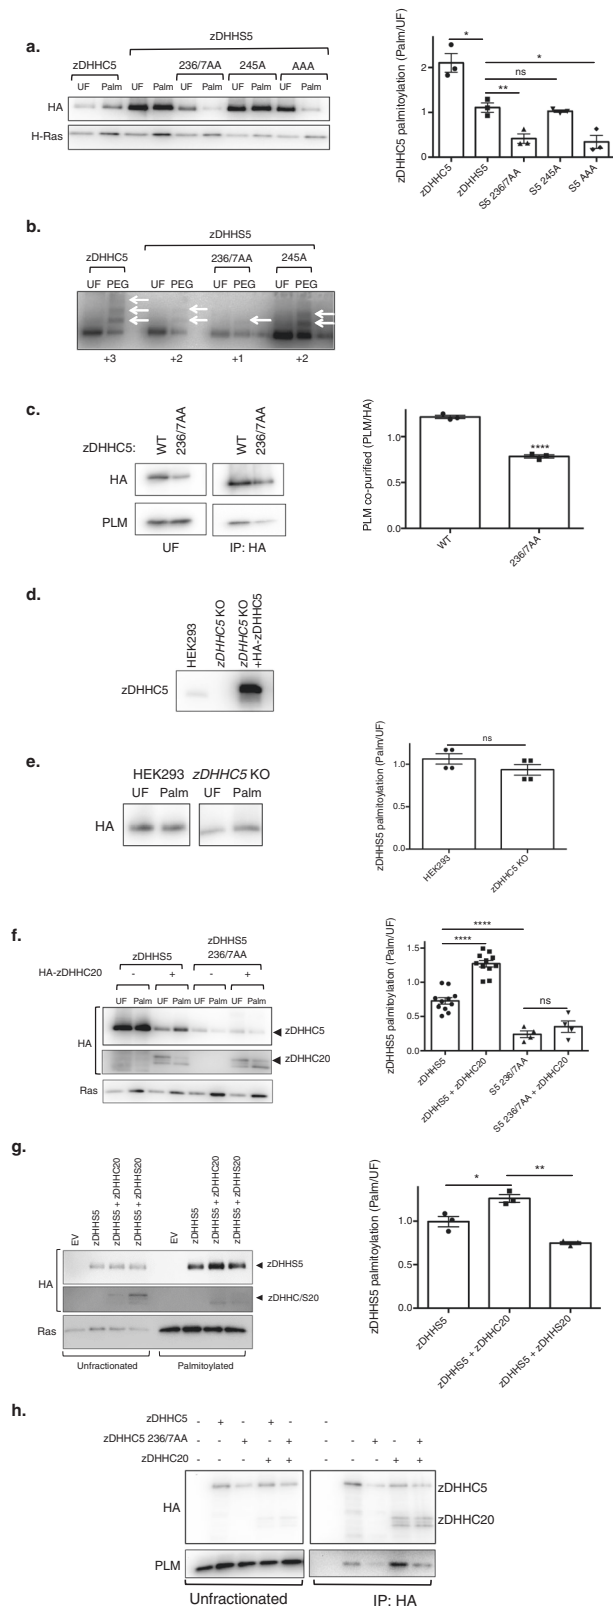 a.
zDHHS5
zDHHC5 236/7AA 245A AAA
UF Palm UF Palm UF Palm UF Palm UF Palm
HA
H-Ras
zDHHC5 palmitoylation (Palm/UF)
* * ns **
2
1
0
zDHHC5 zDHHS5 S5 236/7AA S5 245A S5 AAA
b.
zDHHS5
zDHHC5 236/7AA 245A
UF PEG UF PEG UF PEG UF PEG
+3 +2 +1 +2
c.
zDHHC5: WT 236/7AA WT 236/7AA
HA
PLM
UF IP: HA
PLM co-purified (PLM/HA)
****
1.0
0.5
0.0
WT 236/7AA
d.
HEK293 zDHHC5 KO zDHHC5 KO +HA-zDHHC5
zDHHC5
e.
HEK293 zDHHC5 KO
UF Palm UF Palm
HA
zDHHS5 palmitoylation (Palm/UF)
ns
1.0
0.5
0.0
HEK293 zDHHC5 KO
f.
zDHHS5 zDHHS5 236/7AA
HA-zDHHC20 - + - +
UF Palm UF Palm UF Palm UF Palm
HA
zDHHC5
zDHHC20
Ras
zDHHS5 palmitoylation (Palm/UF)
**** **** ns
1.5
1.0
0.5
0.0
zDHHS5 zDHHS5 + zDHHC20 S5 236/7AA S5 236/7AA + zDHHC20
g.
EV zDHHS5 zDHHS5 + zDHHC20 zDHHS5 + zDHHS20 EV zDHHS5 zDHHS5 + zDHHC20 zDHHS5 + zDHHS20
HA
zDHHS5
zDHHC/S20
Ras
Unfractionated Palmitoylated
zDHHS5 palmitoylation (Palm/UF)
* **
1.0
0.5
0.0
zDHHS5 zDHHS5 + zDHHC20 zDHHS5 + zDHHS20
h.
zDHHC5 - + - + - -
zDHHC5 236/7AA - - + - + - - + - +
zDHHC20 - - - + + - - - + +
HA
zDHHC5
zDHHC20
PLM
Unfractionated IP: HA